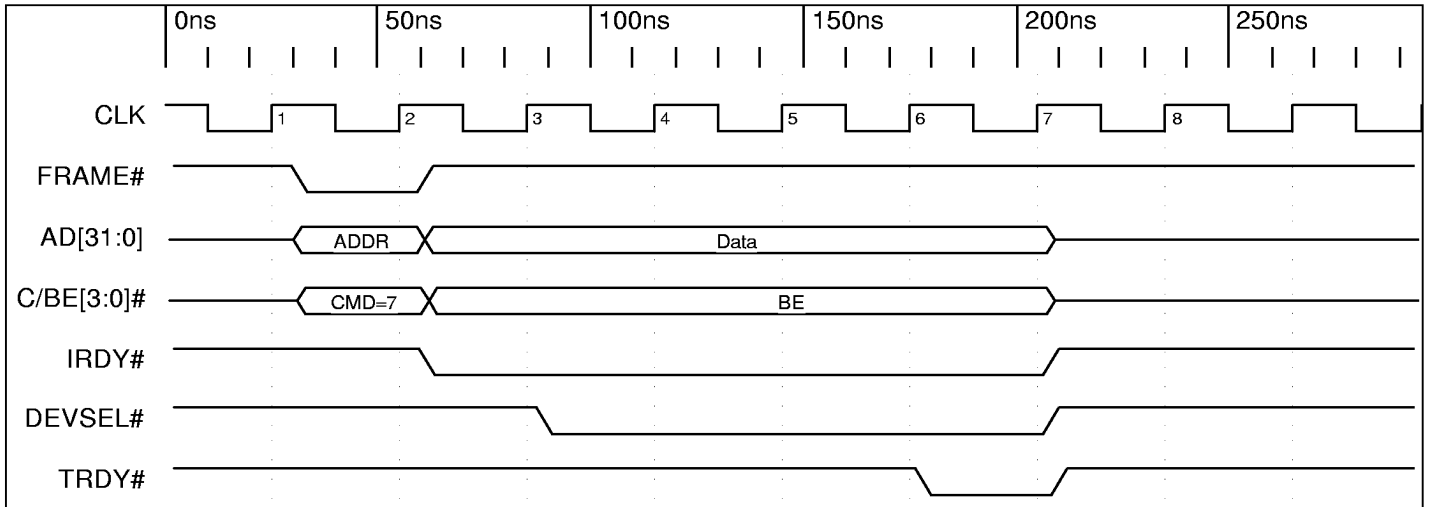 0ns 50ns 100ns 150ns 200ns 250ns
CLK 1 2 3 4 5 6 7 8
FRAME#
AD[31:0] ADDR Data
C/BE[3:0]# CMD=7 BE
IRDY#
DEVSEL#
TRDY#